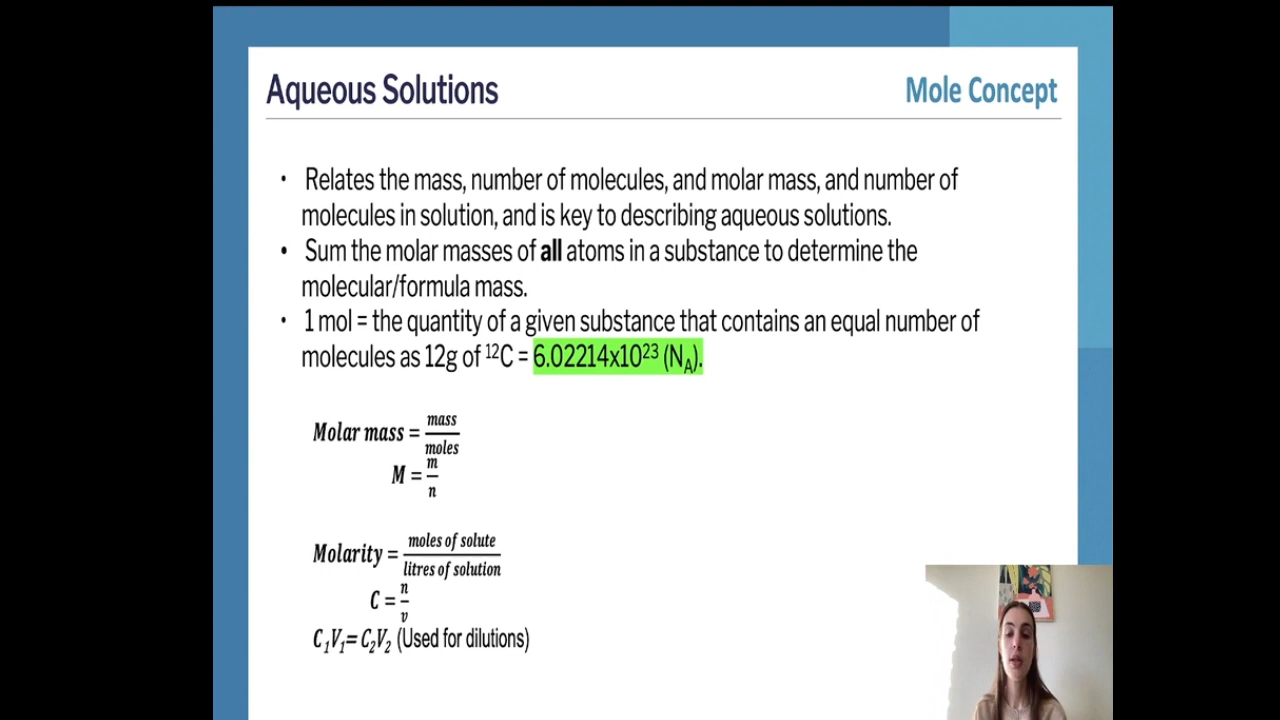 Aqueous Solutions
Mole Concept
• Relates the mass, number of molecules, and molar mass, and number of
molecules in solution, and is key to describing aqueous solutions.
• Sum the molar masses of all atoms in a substance to determine the
molecular/formula mass.
• 1 mol = the quantity of a given substance that contains an equal number of
molecules as 12g of ¹²C = 6.02214x10²³ (N_A).
Molar mass = mass/moles
M = m/n
Molarity = moles of solute/litres of solution
C = n/v
C₁V₁= C₂V₂ (Used for dilutions)